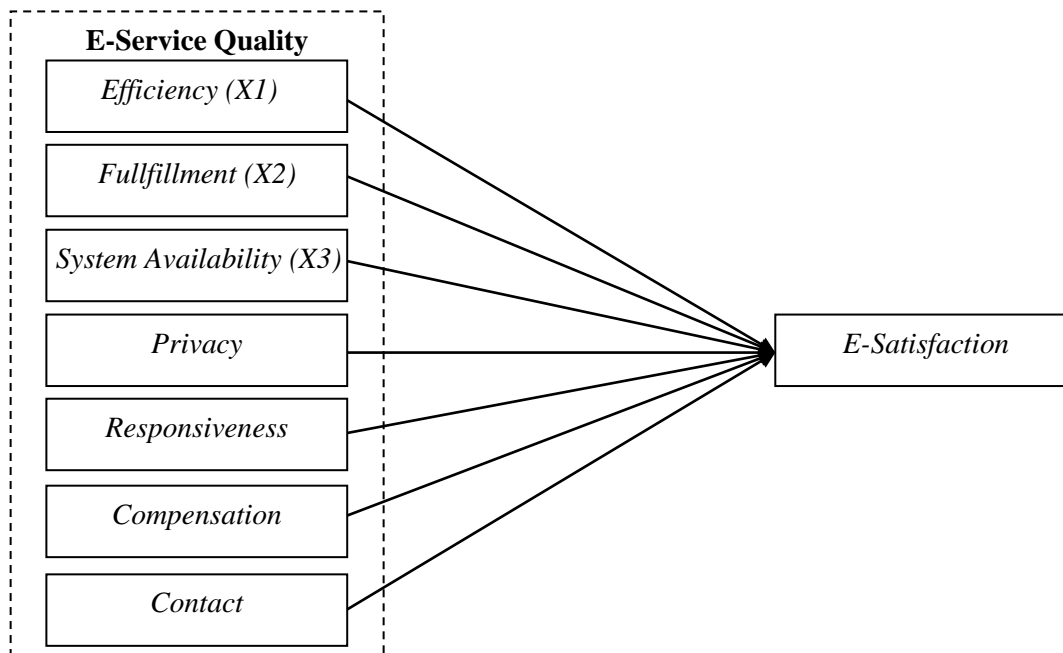 E-Service Quality
Efficiency (X1)
Fullfillment (X2)
System Availability (X3)
Privacy
Responsiveness
Compensation
Contact
E-Satisfaction